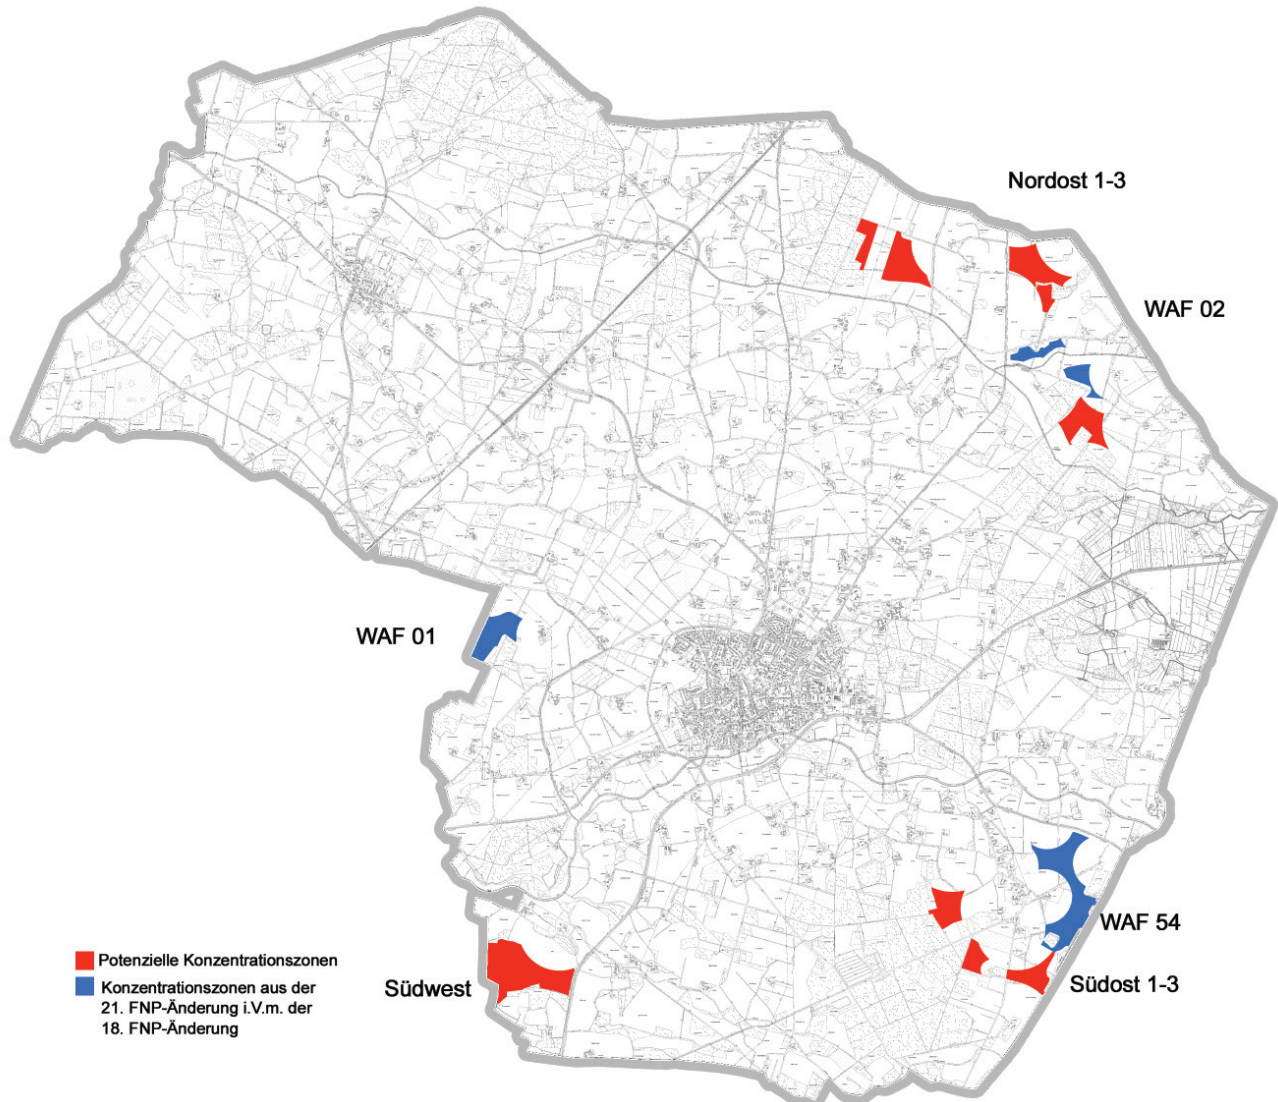 Nordost 1-3
WAF 02
WAF 01
WAF 54
Südost 1-3
Südwest
Potenzielle Konzentrationszonen
Konzentrationszonen aus der
21. FNP-Änderung i.V.m. der
18. FNP-Änderung